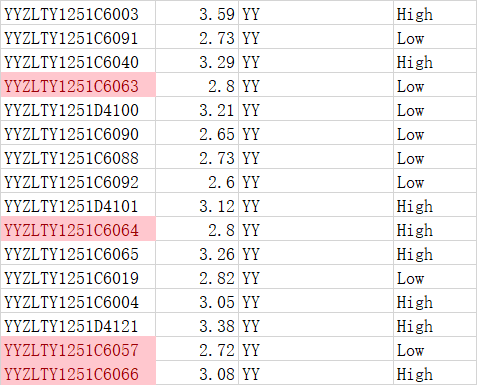 YYZLTY1251C6003 3.59 YY High
YYZLTY1251C6091 2.73 YY Low
YYZLTY1251C6040 3.29 YY High
YYZLTY1251C6063 2.8 YY Low
YYZLTY1251D4100 3.21 YY Low
YYZLTY1251C6090 2.65 YY Low
YYZLTY1251C6088 2.73 YY Low
YYZLTY1251C6092 2.6 YY Low
YYZLTY1251D4101 3.12 YY High
YYZLTY1251C6064 2.8 YY High
YYZLTY1251C6065 3.26 YY High
YYZLTY1251C6019 2.82 YY Low
YYZLTY1251C6004 3.05 YY High
YYZLTY1251D4121 3.38 YY High
YYZLTY1251C6057 2.72 YY Low
YYZLTY1251C6066 3.08 YY High